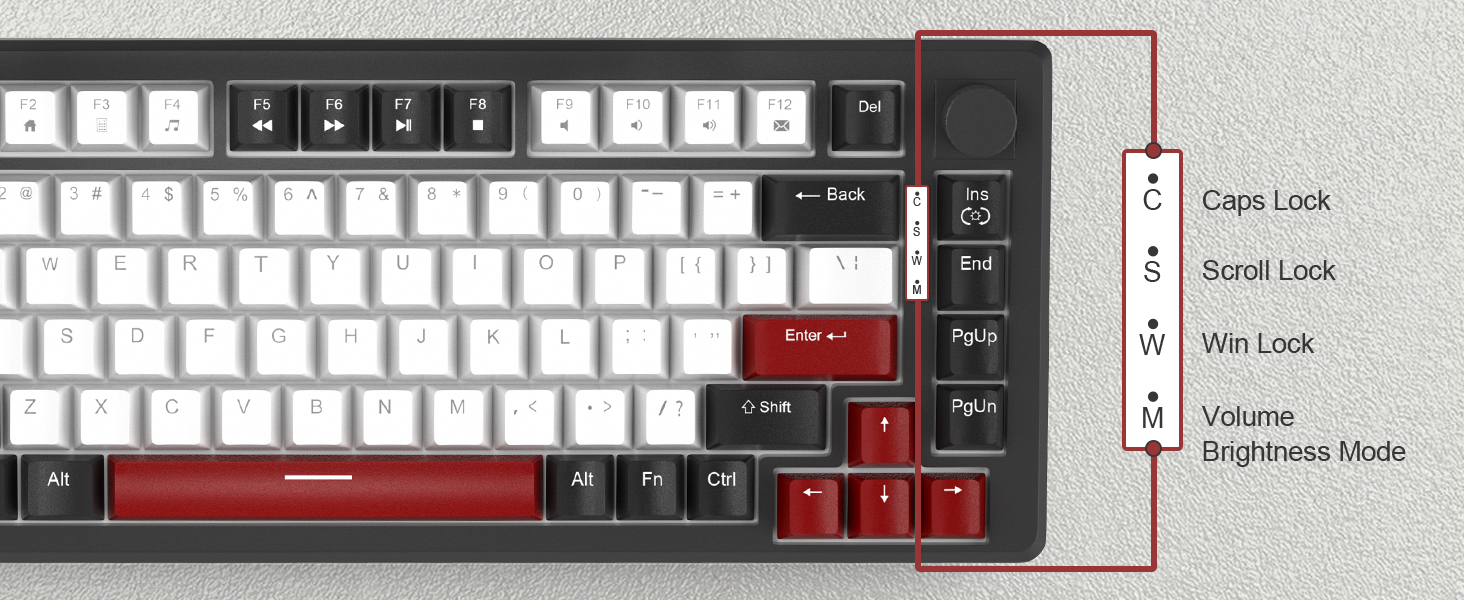 F2 F3 F4 F5 F6 F7 F8 F9 F10 F11 F12 Del
2 @ 3 # 4 $ 5 % 6 ^ 7 & 8 * 9 ( 0 ) - — = + ← Back
Ins
W E R T Y U I O P [ { } ] \ ¦
End
S D F G H J K L ; : ' '' Enter ↵
PgUp
Z X C V B N M , < • > / ? ⇧ Shift
PgUn
↑
Alt Alt Fn Ctrl
← ↓ →
C
S
W
M
C Caps Lock
S Scroll Lock
W Win Lock
M Volume
Brightness Mode